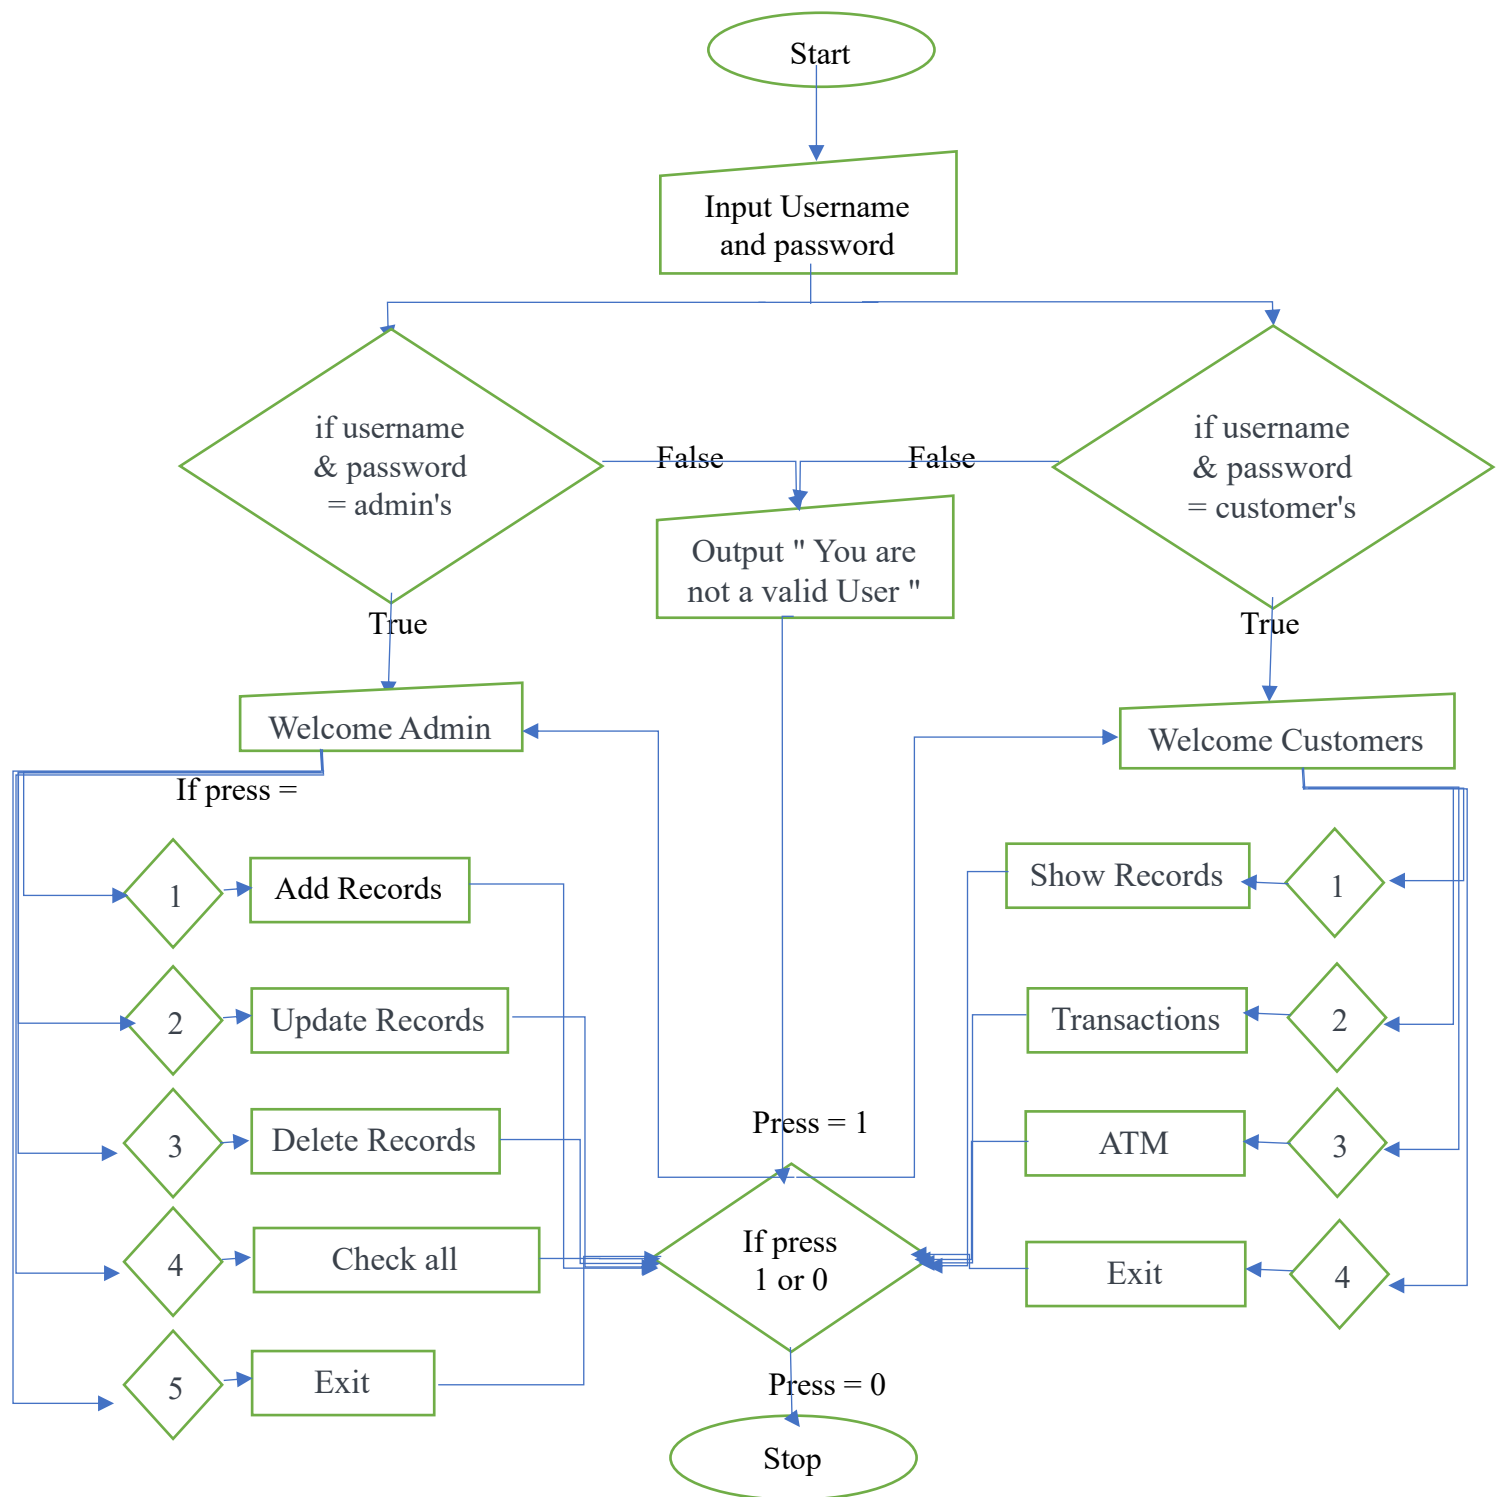 Start
Input Username
and password
if username
& password
= admin's
False
False
if username
& password
= customer's
Output " You are
not a valid User "
True
True
Welcome Admin
Welcome Customers
If press =
1
Add Records
Show Records
1
2
Update Records
Transactions
2
Press = 1
3
Delete Records
ATM
3
4
Check all
If press
1 or 0
Exit
4
5
Exit
Press = 0
Stop